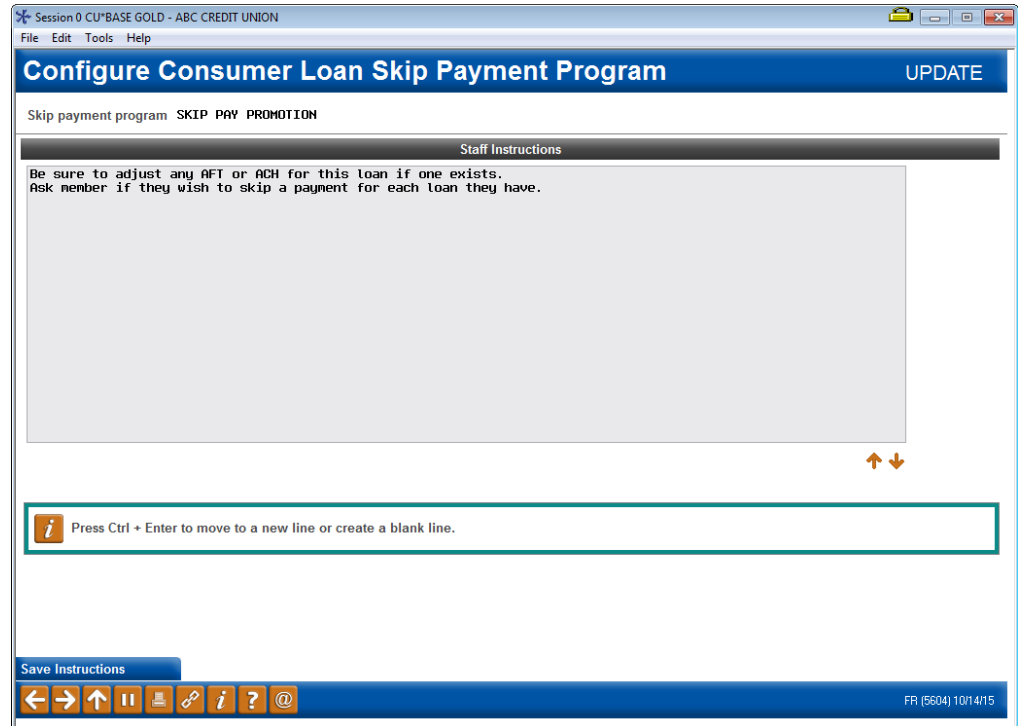 Session 0 CU*BASE GOLD - ABC CREDIT UNION
File Edit Tools Help
Configure Consumer Loan Skip Payment Program
UPDATE
Skip payment program SKIP PAY PROMOTION
Staff Instructions
Be sure to adjust any AFT or ACH for this loan if one exists.
Ask member if they wish to skip a payment for each loan they have.
i Press Ctrl + Enter to move to a new line or create a blank line.
Save Instructions
i ? @
FR (5604) 10/14/15